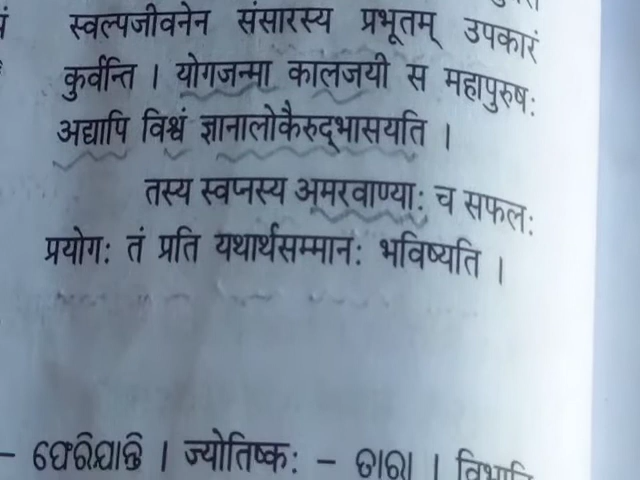 स्वल्पजीवनेन संसारस्य प्रभूतम् उपकारं
कुर्वन्ति । योगजन्मा कालजयी स महापुरुषः
अद्यापि विश्वं ज्ञानालोकैरुद्भासयति ।
तस्य स्वप्नस्य अमरवाण्याः च सफलः
प्रयोगः तं प्रति यथार्थसम्मानः भविष्यति ।
– ଫେରିଯାନ୍ତି । ज्योतिष्कः – ତାରା ।